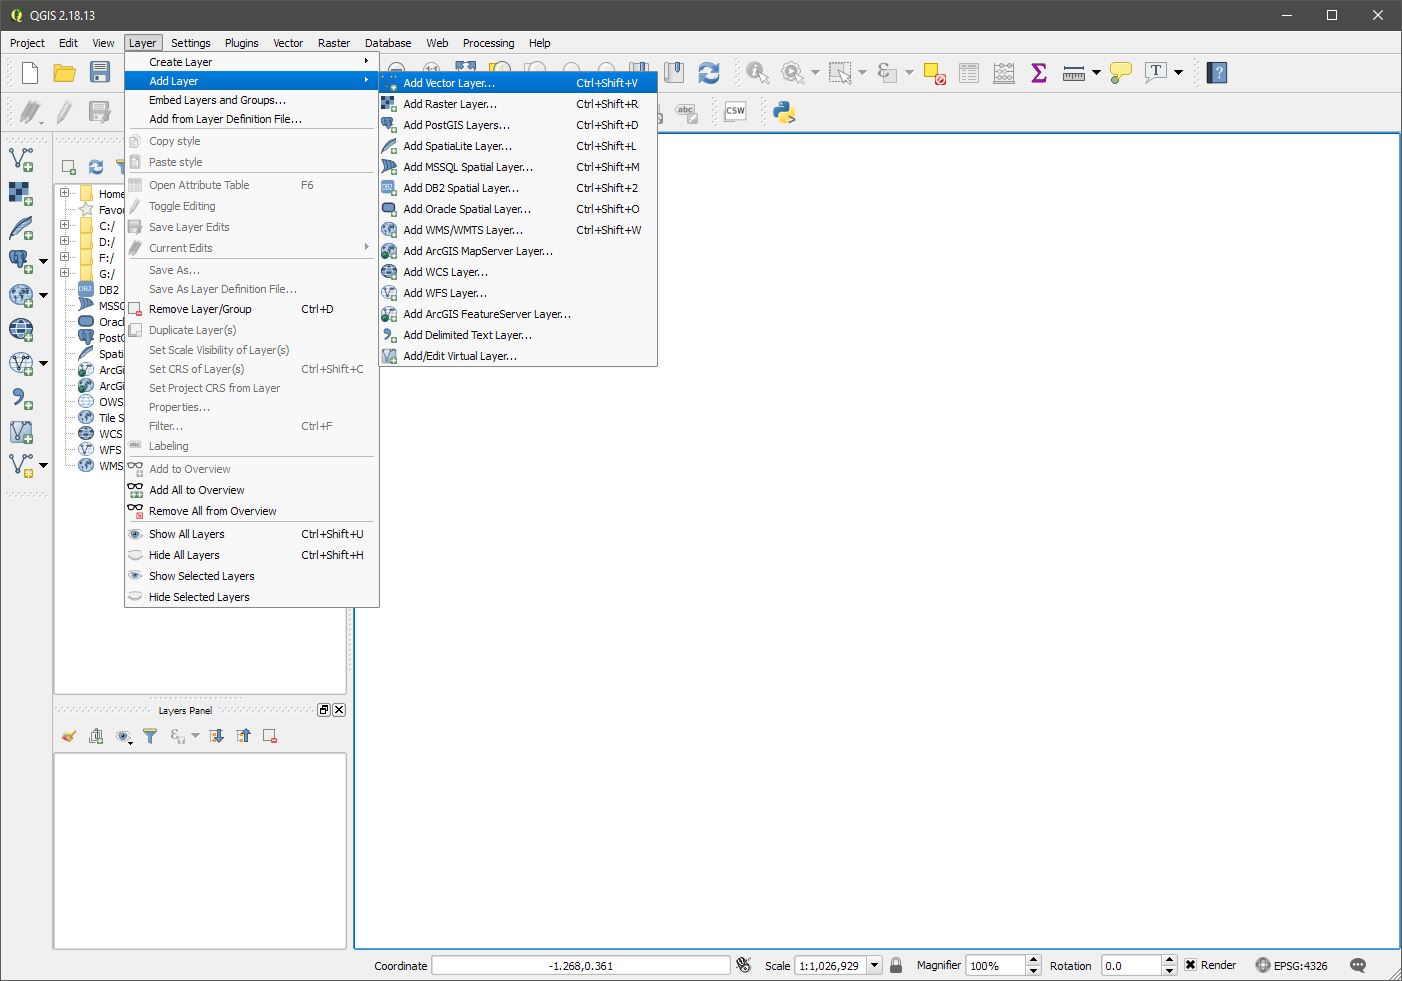 QGIS 2.18.13
Project Edit View Layer Settings Plugins Vector Raster Database Web Processing Help
Create Layer
Add Layer
Embed Layers and Groups...
Add from Layer Definition File...
Copy style
Paste style
Open Attribute Table F6
Toggle Editing
Save Layer Edits
Current Edits
Save As...
Save As Layer Definition File...
Remove Layer/Group Ctrl+D
Duplicate Layer(s)
Set Scale Visibility of Layer(s)
Set CRS of Layer(s) Ctrl+Shift+C
Set Project CRS from Layer
Properties...
Filter... Ctrl+F
abc Labeling
Add to Overview
Add All to Overview
Remove All from Overview
Show All Layers Ctrl+Shift+U
Hide All Layers Ctrl+Shift+H
Show Selected Layers
Hide Selected Layers
Add Vector Layer... Ctrl+Shift+V
Add Raster Layer... Ctrl+Shift+R
Add PostGIS Layers... Ctrl+Shift+D
Add SpatiaLite Layer... Ctrl+Shift+L
Add MSSQL Spatial Layer... Ctrl+Shift+M
DB2 Add DB2 Spatial Layer... Ctrl+Shift+2
Add Oracle Spatial Layer... Ctrl+Shift+O
Add WMS/WMTS Layer... Ctrl+Shift+W
Add ArcGIS MapServer Layer...
Add WCS Layer...
Add WFS Layer...
Add ArcGIS FeatureServer Layer...
Add Delimited Text Layer...
Add/Edit Virtual Layer...
abc
CSW
Home
Favou
C:/
D:/
F:/
G:/
DB2 DB2
MSSQ
Oracl
PostG
Spati
ArcGi
ArcGi
OWS
Tile S
WCS
WFS
WMS
Layers Panel
Coordinate -1.268,0.361 Scale 1:1,026,929 Magnifier 100% Rotation 0.0 Render EPSG:4326